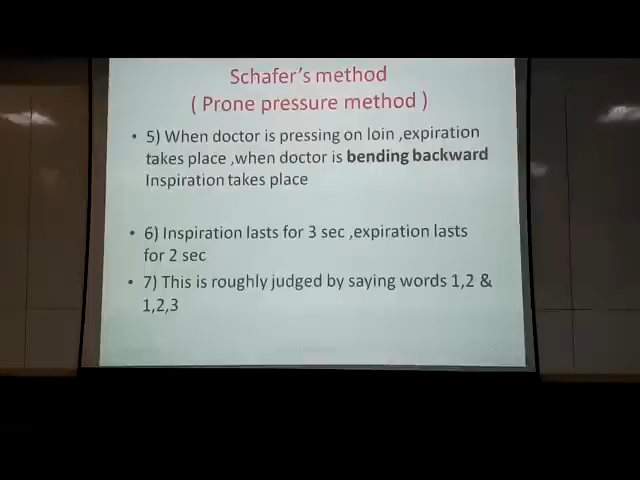 Schafer's method
( Prone pressure method )
• 5) When doctor is pressing on loin ,expiration
takes place ,when doctor is bending backward
Inspiration takes place
• 6) Inspiration lasts for 3 sec ,expiration lasts
for 2 sec
• 7) This is roughly judged by saying words 1,2 &
1,2,3